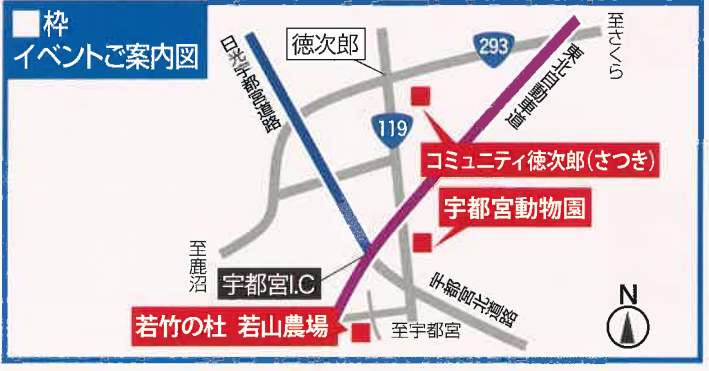 ■枠
イベントご案内図
徳次郎
293
至さくら
日光宇都宮道路
東北自動車道
119
コミュニティ徳次郎(さつき)
宇都宮動物園
至鹿沼
宇都宮I.C
宇都宮北道路
N
若竹の杜 若山農場
至宇都宮